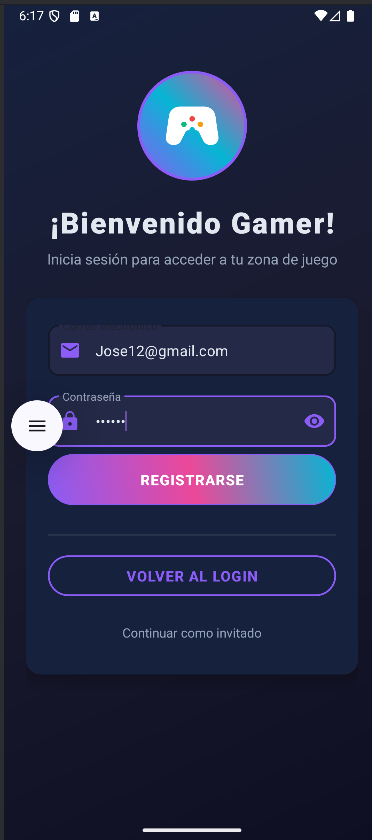 6:17
¡Bienvenido Gamer!
Inicia sesión para acceder a tu zona de juego
Jose12@gmail.com
Contraseña
••••••
REGISTRARSE
VOLVER AL LOGIN
Continuar como invitado